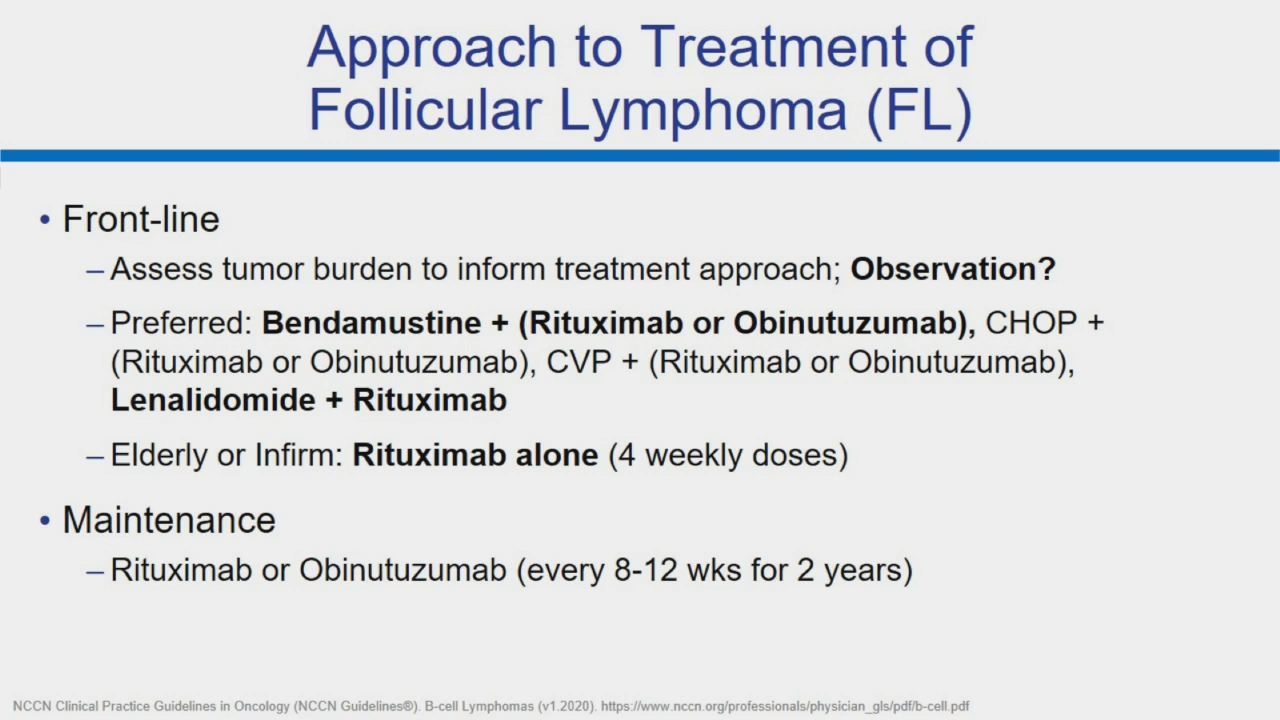 Approach to Treatment of
Follicular Lymphoma (FL)
• Front-line
– Assess tumor burden to inform treatment approach; Observation?
– Preferred: Bendamustine + (Rituximab or Obinutuzumab), CHOP +
(Rituximab or Obinutuzumab), CVP + (Rituximab or Obinutuzumab),
Lenalidomide + Rituximab
– Elderly or Infirm: Rituximab alone (4 weekly doses)
• Maintenance
– Rituximab or Obinutuzumab (every 8-12 wks for 2 years)
NCCN Clinical Practice Guidelines in Oncology (NCCN Guidelines®). B-cell Lymphomas (v1.2020). https://www.nccn.org/professionals/physician_gls/pdf/b-cell.pdf